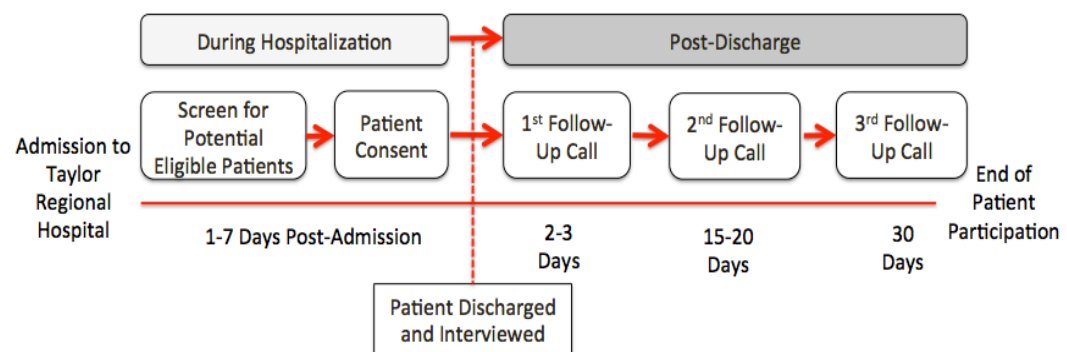 During Hospitalization
Post-Discharge
Admission to
Taylor
Regional
Hospital
Screen for
Potential
Eligible Patients
Patient
Consent
1st Follow-
Up Call
2nd Follow-
Up Call
3rd Follow-
Up Call
End of
Patient
Participation
1-7 Days Post-Admission
2-3
Days
15-20
Days
30
Days
Patient Discharged
and Interviewed